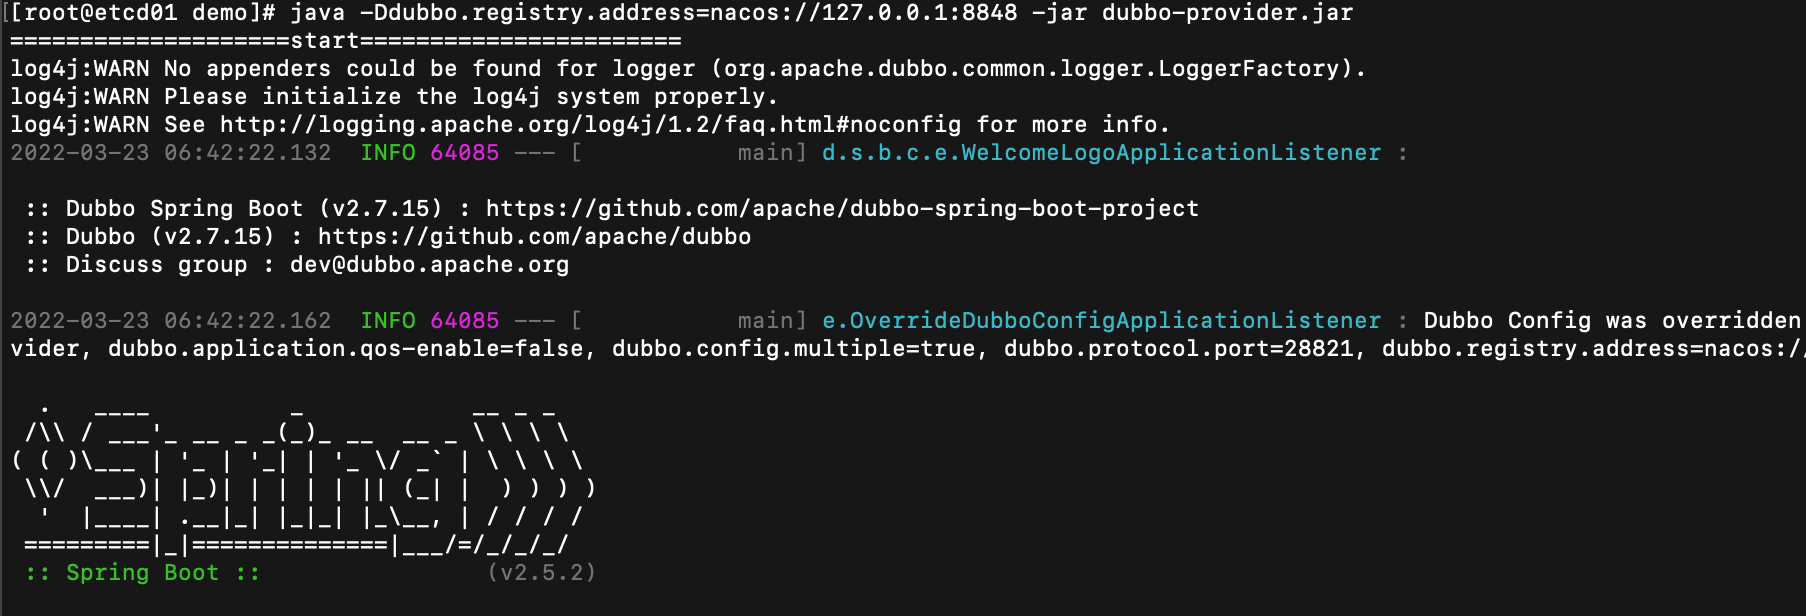 [[root@etcd01 demo]# java -Ddubbo.registry.address=nacos://127.0.0.1:8848 -jar dubbo-provider.jar
====================start=======================
log4j:WARN No appenders could be found for logger (org.apache.dubbo.common.logger.LoggerFactory).
log4j:WARN Please initialize the log4j system properly.
log4j:WARN See http://logging.apache.org/log4j/1.2/faq.html#noconfig for more info.
2022-03-23 06:42:22.132  INFO 64085 --- [           main] d.s.b.c.e.WelcomeLogoApplicationListener :
 :: Dubbo Spring Boot (v2.7.15) : https://github.com/apache/dubbo-spring-boot-project
 :: Dubbo (v2.7.15) : https://github.com/apache/dubbo
 :: Discuss group : dev@dubbo.apache.org
2022-03-23 06:42:22.162  INFO 64085 --- [           main] e.OverrideDubboConfigApplicationListener : Dubbo Config was overridden
vider, dubbo.application.qos-enable=false, dubbo.config.multiple=true, dubbo.protocol.port=28821, dubbo.registry.address=nacos://
  .   ____          _            __ _ _
 /\\ / ___'_ __ _ _(_)_ __  __ _ \ \ \ \
( ( )\___ | '_ | '_| | '_ \/ _` | \ \ \ \
 \\/  ___)| |_)| | | | | || (_| |  ) ) ) )
  '  |____| .__|_| |_|_| |_\__, | / / / /
 =========|_|==============|___/=/_/_/_/
 :: Spring Boot ::                (v2.5.2)